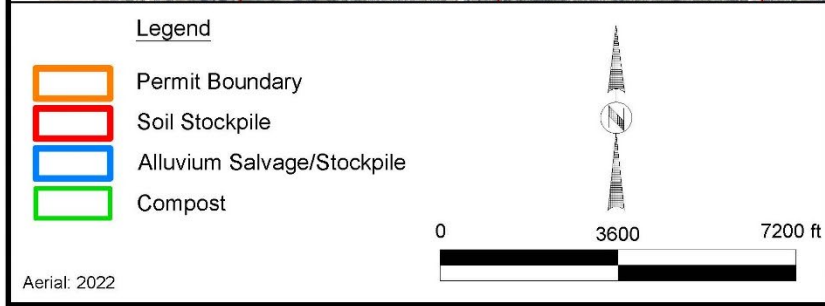 Legend
Permit Boundary
Soil Stockpile
Alluvium Salvage/Stockpile
Compost
N
0 3600 7200 ft
Aerial: 2022